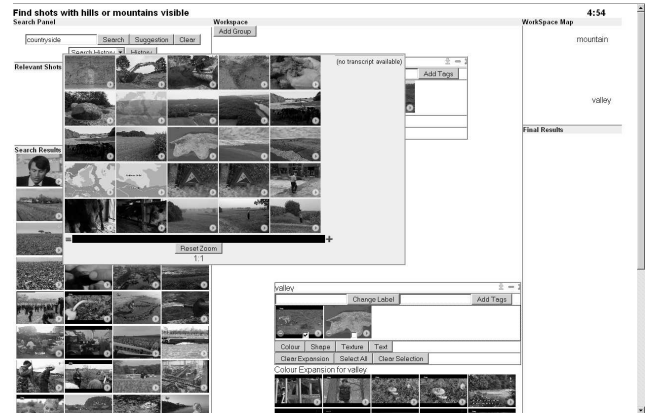 Find shots with hills or mountains visible
4:54
Search Panel
Workspace
WorkSpace Map
countryside
Search
Suggestion
Clear
Add Group
Search History
History
mountain
Relevant Shots
(no transcript available)
Add Tags
valley
Final Results
Search Results
Reset Zoom
1:1
valley
Change Label
Add Tags
Colour
Shape
Texture
Text
Clear Expansion
Select All
Clear Selection
Colour Expansion for valley